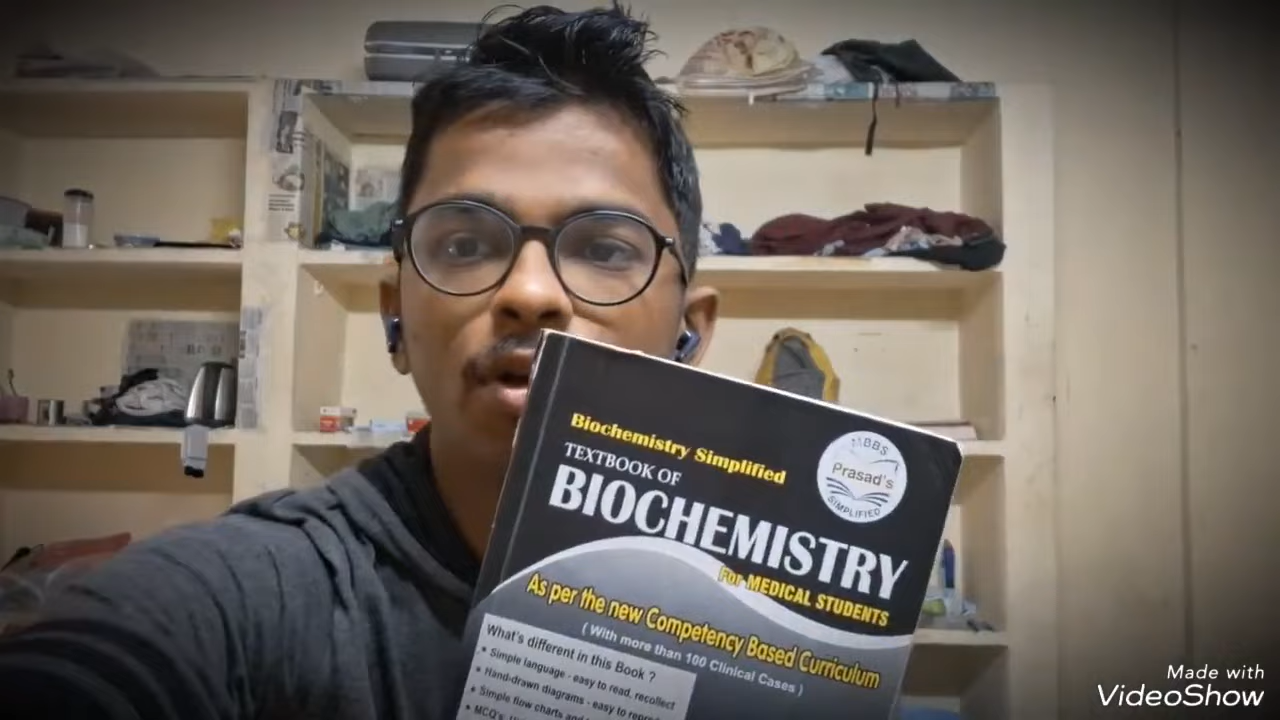 Biochemistry Simplified
TEXTBOOK OF
BIOCHEMISTRY
For MEDICAL STUDENTS
MBBS
Prasad's
SIMPLIFIED
As per the new Competency Based Curriculum
( With more than 100 Clinical Cases )
What's different in this Book ?
• Simple language - easy to read, recollect
• Hand-drawn diagrams - easy to
• Simple flow charts
• MCQ's,
Made with
VideoShow